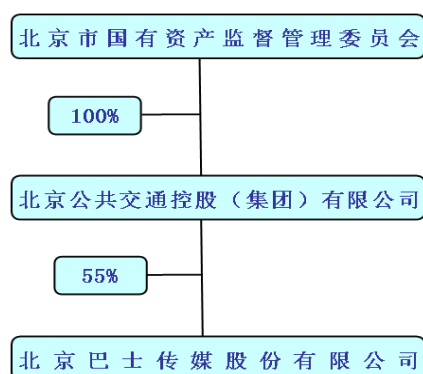 北京市国有资产监督管理委员会
100%
北京公共交通控股（集团）有限公司
55%
北京巴士传媒股份有限公司